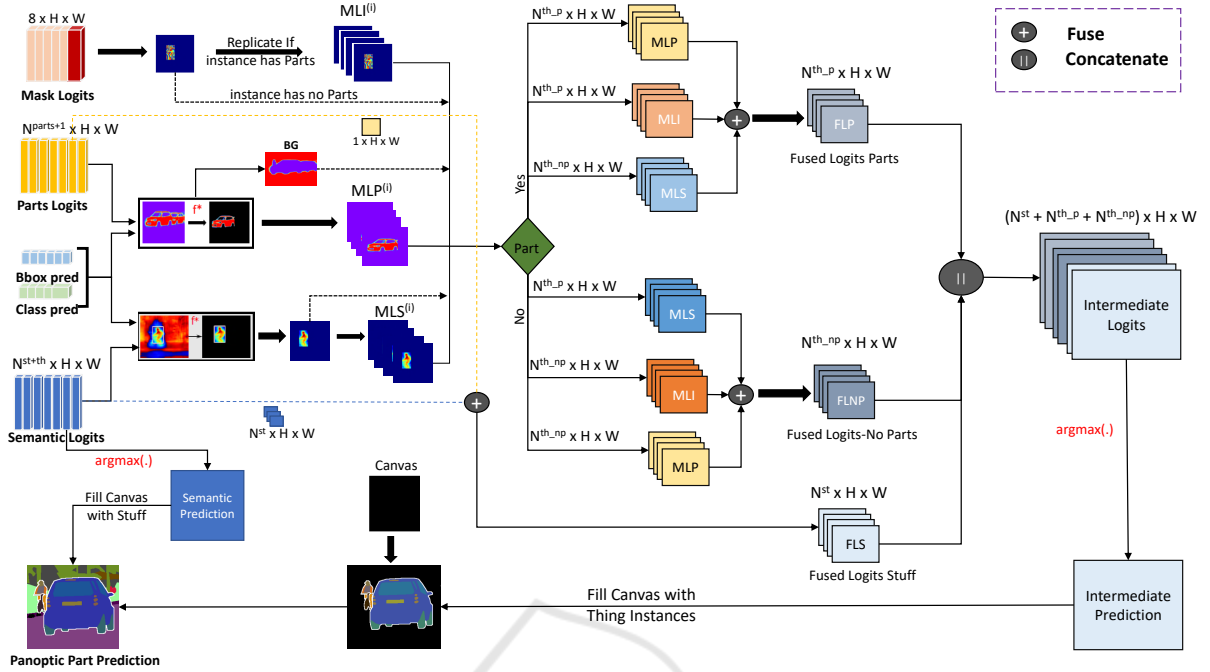 8 x H x W
Mask Logits
Replicate If
instance has Parts
MLI(i)
instance has no Parts
N^parts+1 x H x W
Parts Logits
1 x H x W
BG
f*
MLP(i)
Bbox pred
Class pred
f*
MLS(i)
N^st+th x H x W
Semantic Logits
N^st x H x W
argmax(.)
Semantic
Prediction
Fill Canvas
with Stuff
Canvas
Panoptic Part Prediction
Part
Yes
No
N^th_p x H x W
MLP
N^th_p x H x W
MLI
N^th_np x H x W
MLS
+
N^th_p x H x W
FLP
Fused Logits Parts
N^th_p x H x W
MLS
N^th_np x H x W
MLI
N^th_np x H x W
MLP
+
N^th_np x H x W
FLNP
Fused Logits-No Parts
+
N^st x H x W
FLS
Fused Logits Stuff
||
(N^st + N^th_p + N^th_np) x H x W
Intermediate
Logits
argmax(.)
Intermediate
Prediction
Fill Canvas with
Thing Instances
+ Fuse
|| Concatenate